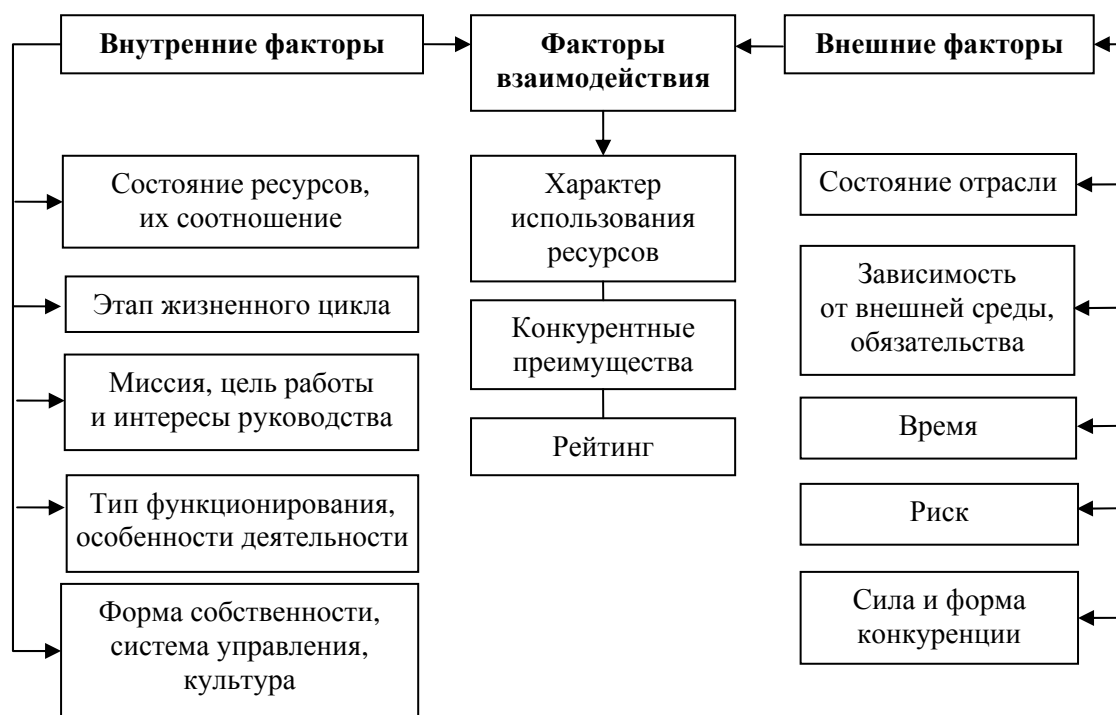 Внутренние факторы
Состояние ресурсов,
их соотношение
Этап жизненного цикла
Миссия, цель работы
и интересы руководства
Тип функционирования,
особенности деятельности
Форма собственности,
система управления,
культура
Факторы
взаимодействия
Характер
использования
ресурсов
Конкурентные
преимущества
Рейтинг
Внешние факторы
Состояние отрасли
Зависимость
от внешней среды,
обязательства
Время
Риск
Сила и форма
конкуренции